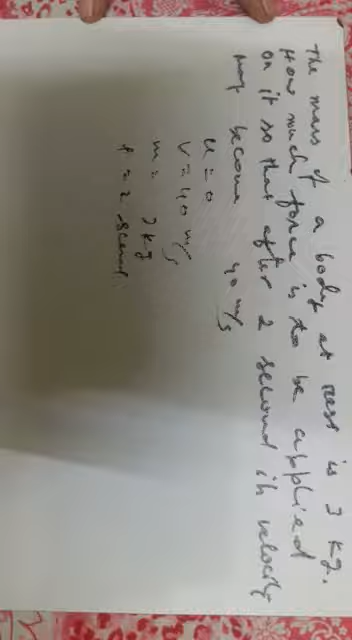 The mass of a body at rest is 3 kg.
How much force is to be applied
on it so that after 2 second it velocity
may become 40 m/s
u = 0
v = 40 m/s
m = 3 kg
t = 2 second